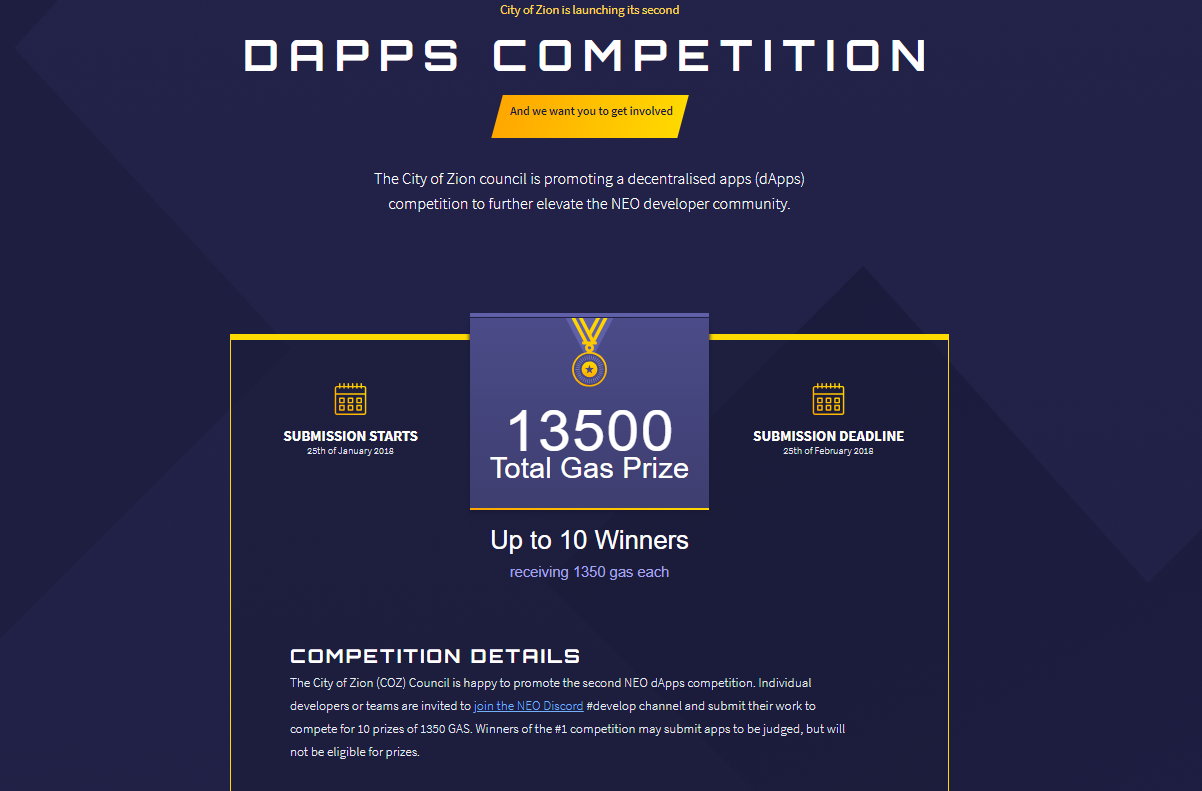 City of Zion is launching its second
DAPPS COMPETITION
And we want you to get involved
The City of Zion council is promoting a decentralised apps (dApps)
competition to further elevate the NEO developer community.
SUBMISSION STARTS
25th of January 2018
13500
Total Gas Prize
SUBMISSION DEADLINE
25th of February 2018
Up to 10 Winners
receiving 1350 gas each
COMPETITION DETAILS
The City of Zion (COZ) Council is happy to promote the second NEO dApps competition. Individual
developers or teams are invited to join the NEO Discord #develop channel and submit their work to
compete for 10 prizes of 1350 GAS. Winners of the #1 competition may submit apps to be judged, but will
not be eligible for prizes.